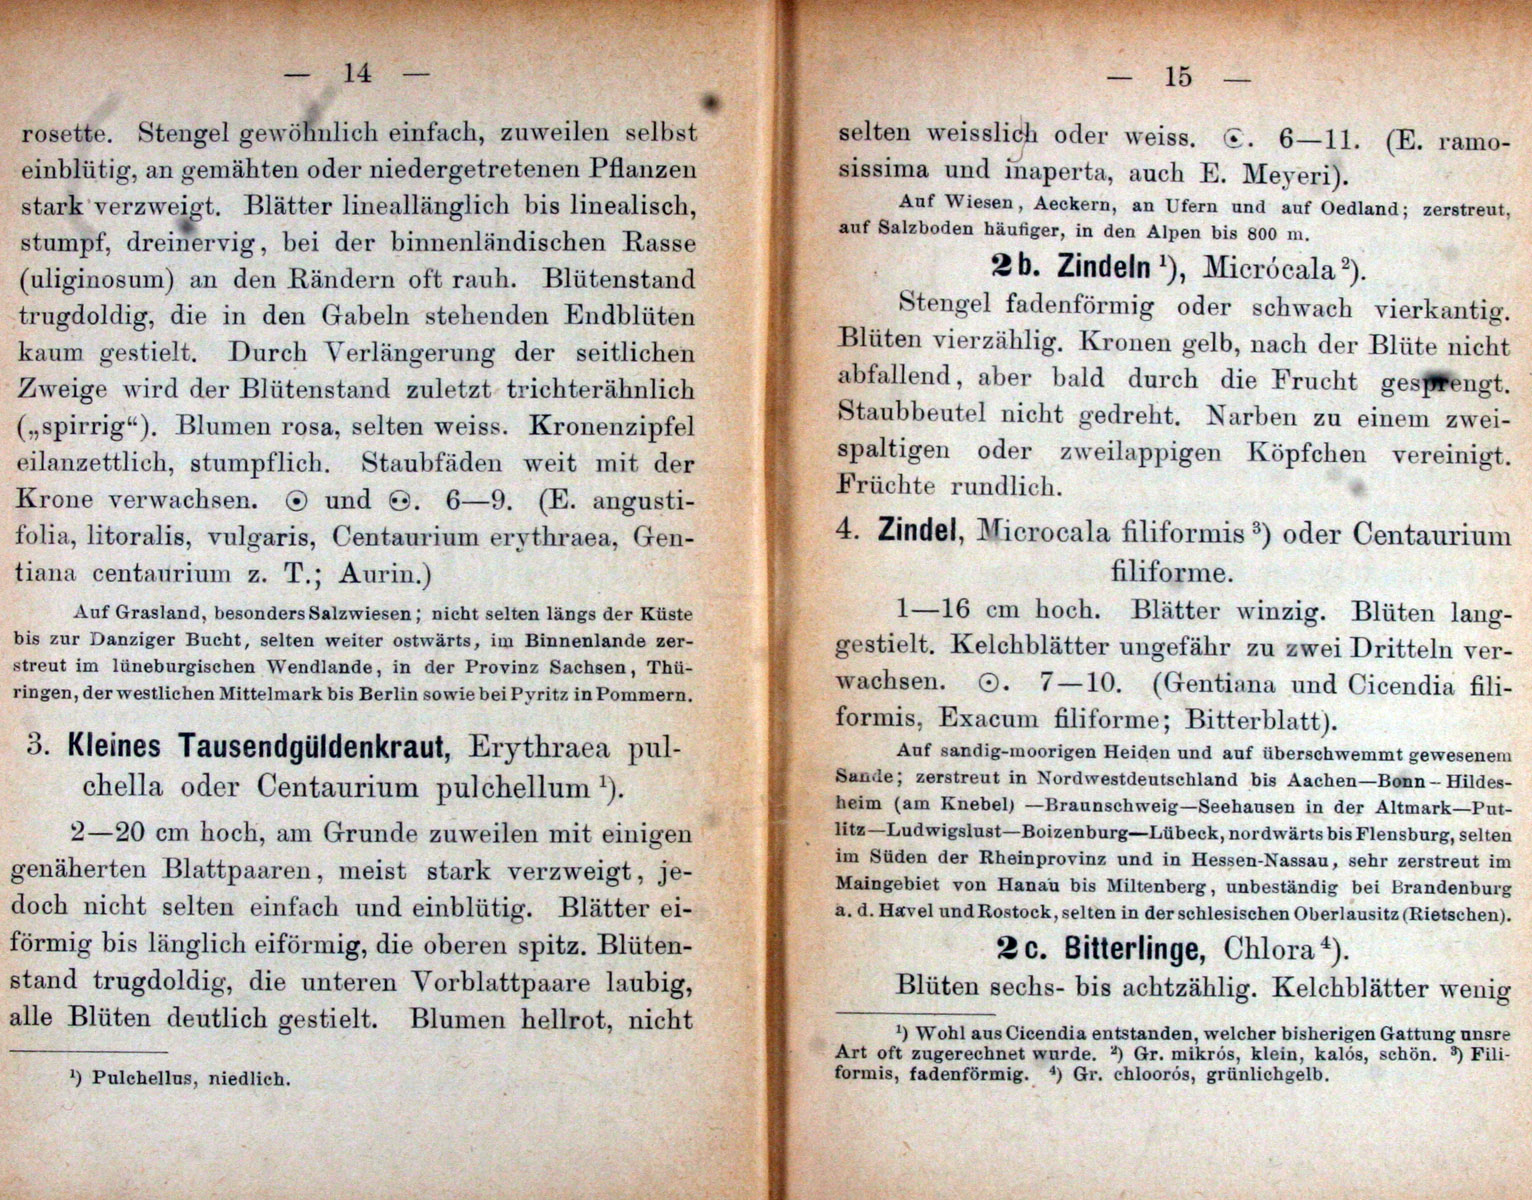 — 14 —
rosette. Stengel gewöhnlich einfach, zuweilen selbst
einblütig, an gemähten oder niedergetretenen Pflanzen
stark verzweigt. Blätter lineallänglich bis linealisch,
stumpf, dreinervig, bei der binnenländischen Rasse
(uliginosum) an den Rändern oft rauh. Blütenstand
trugdoldig, die in den Gabeln stehenden Endblüten
kaum gestielt. Durch Verlängerung der seitlichen
Zweige wird der Blütenstand zuletzt trichterähnlich
(„spirrig“). Blumen rosa, selten weiss. Kronenzipfel
eilanzettlich, stumpflich. Staubfäden weit mit der
Krone verwachsen. ⊙ und ⊙. 6—9. (E. angusti-
folia, litoralis, vulgaris, Centaurium erythraea, Gen-
tiana centaurium z. T.; Aurin.)
Auf Grasland, besonders Salzwiesen; nicht selten längs der Küste
bis zur Danziger Bucht, selten weiter ostwärts, im Binnenlande zer-
streut im lüneburgischen Wendlande, in der Provinz Sachsen, Thü-
ringen, der westlichen Mittelmark bis Berlin sowie bei Pyritz in Pommern.
3. Kleines Tausendgüldenkraut, Erythraea pul-
chella oder Centaurium pulchellum ¹).
2—20 cm hoch, am Grunde zuweilen mit einigen
genäherten Blattpaaren, meist stark verzweigt, je-
doch nicht selten einfach und einblütig. Blätter ei-
förmig bis länglich eiförmig, die oberen spitz. Blüten-
stand trugdoldig, die unteren Vorblattpaare laubig,
alle Blüten deutlich gestielt. Blumen hellrot, nicht
¹) Pulchellus, niedlich.
— 15 —
selten weisslich oder weiss. ⊙. 6—11. (E. ramo-
sissima und inaperta, auch E. Meyeri).
Auf Wiesen, Aeckern, an Ufern und auf Oedland; zerstreut,
auf Salzboden häufiger, in den Alpen bis 800 m.
2b. Zindeln ¹), Micrócala ²).
Stengel fadenförmig oder schwach vierkantig.
Blüten vierzählig. Kronen gelb, nach der Blüte nicht
abfallend, aber bald durch die Frucht gesprengt.
Staubbeutel nicht gedreht. Narben zu einem zwei-
spaltigen oder zweilappigen Köpfchen vereinigt.
Früchte rundlich.
4. Zindel, Microcala filiformis ³) oder Centaurium
filiforme.
1—16 cm hoch. Blätter winzig. Blüten lang-
gestielt. Kelchblätter ungefähr zu zwei Dritteln ver-
wachsen. ⊙. 7—10. (Gentiana und Cicendia fili-
formis, Exacum filiforme; Bitterblatt).
Auf sandig-moorigen Heiden und auf überschwemmt gewesenem
Sande; zerstreut in Nordwestdeutschland bis Aachen—Bonn—Hildes-
heim (am Knebel) —Braunschweig—Seehausen in der Altmark—Put-
litz—Ludwigslust—Boizenburg—Lübeck, nordwärts bis Flensburg, selten
im Süden der Rheinprovinz und in Hessen-Nassau, sehr zerstreut im
Maingebiet von Hanau bis Miltenberg, unbeständig bei Brandenburg
a. d. Havel und Rostock, selten in der schlesischen Oberlausitz (Rietschen).
2c. Bitterlinge, Chlora ⁴).
Blüten sechs- bis achtzählig. Kelchblätter wenig
¹) Wohl aus Cicendia entstanden, welcher bisherigen Gattung unsre
Art oft zugerechnet wurde. ²) Gr. mikrós, klein, kalós, schön. ³) Fili-
formis, fadenförmig. ⁴) Gr. chloorós, grünlichgelb.